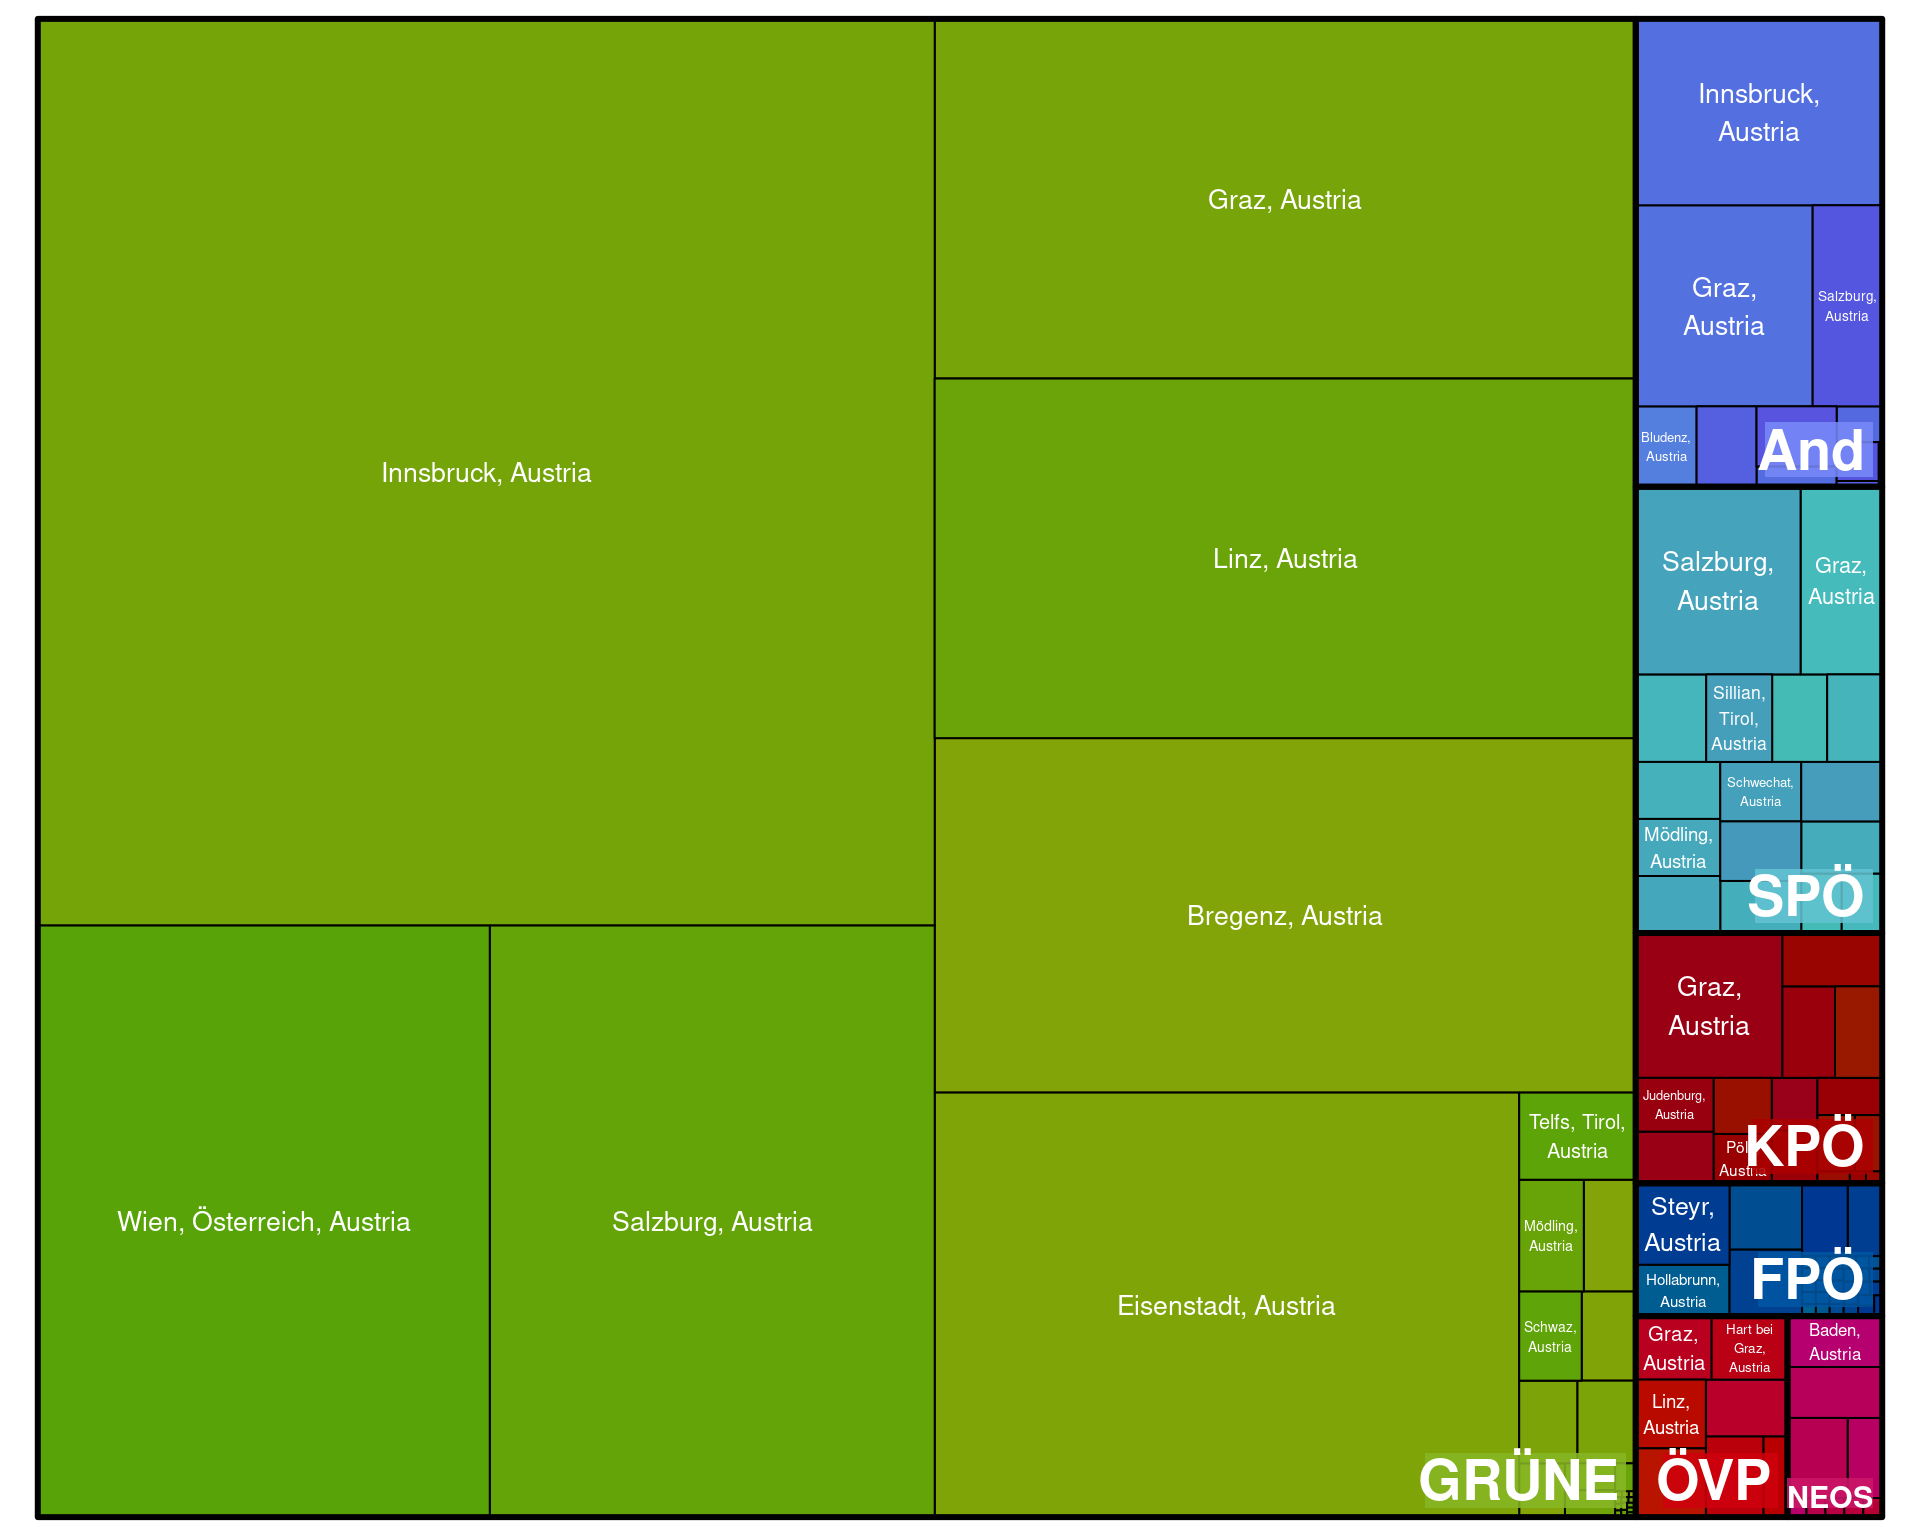 Innsbruck, Austria
Graz, Austria
Linz, Austria
Bregenz, Austria
Wien, Österreich, Austria
Salzburg, Austria
Eisenstadt, Austria
Telfs, Tirol,
Austria
Mödling,
Austria
Schwaz,
Austria
GRÜNE
Innsbruck,
Austria
Graz,
Austria
Salzburg,
Austria
Bludenz,
Austria
And
Salzburg,
Austria
Graz,
Austria
Sillian,
Tirol,
Austria
Schwechat,
Austria
Mödling,
Austria
SPÖ
Graz,
Austria
Judenburg,
Austria
Austria
KPÖ
Steyr,
Austria
Hollabrunn,
Austria
FPÖ
Graz,
Austria
Hart bei
Graz,
Austria
Linz,
Austria
ÖVP
Baden,
Austria
NEOS